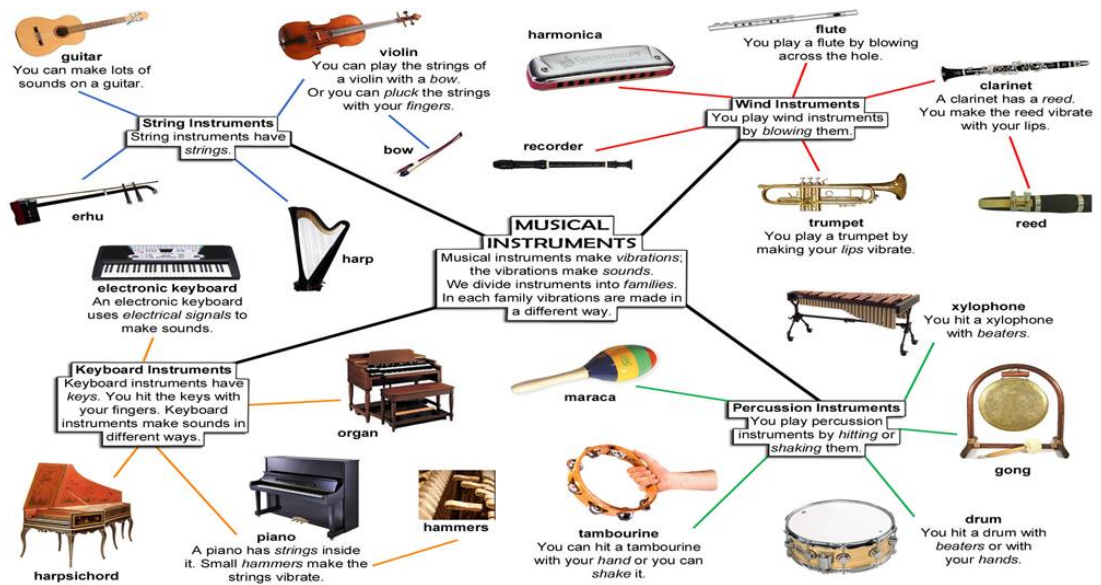 guitar
You can make lots of
sounds on a guitar.
violin
You can play the strings of
a violin with a bow.
Or you can pluck the strings
with your fingers.
String Instruments
String instruments have
strings.
bow
erhu
harp
harmonica
flute
You play a flute by blowing
across the hole.
clarinet
A clarinet has a reed.
You make the reed vibrate
with your lips.
Wind Instruments
You play wind instruments
by blowing them.
recorder
trumpet
You play a trumpet by
making your lips vibrate.
reed
MUSICAL
INSTRUMENTS
Musical instruments make vibrations;
the vibrations make sounds.
We divide instruments into families.
In each family vibrations are made in
a different way.
electronic keyboard
An electronic keyboard
uses electrical signals to
make sounds.
Keyboard Instruments
Keyboard instruments have
keys. You hit the keys with
your fingers. Keyboard
instruments make sounds in
different ways.
organ
harpsichord
piano
A piano has strings inside
it. Small hammers make the
strings vibrate.
hammers
xylophone
You hit a xylophone
with beaters.
maraca
Percussion Instruments
You play percussion
instruments by hitting or
shaking them.
gong
tambourine
You can hit a tambourine
with your hand or you can
shake it.
drum
You hit a drum with
beaters or with
your hands.